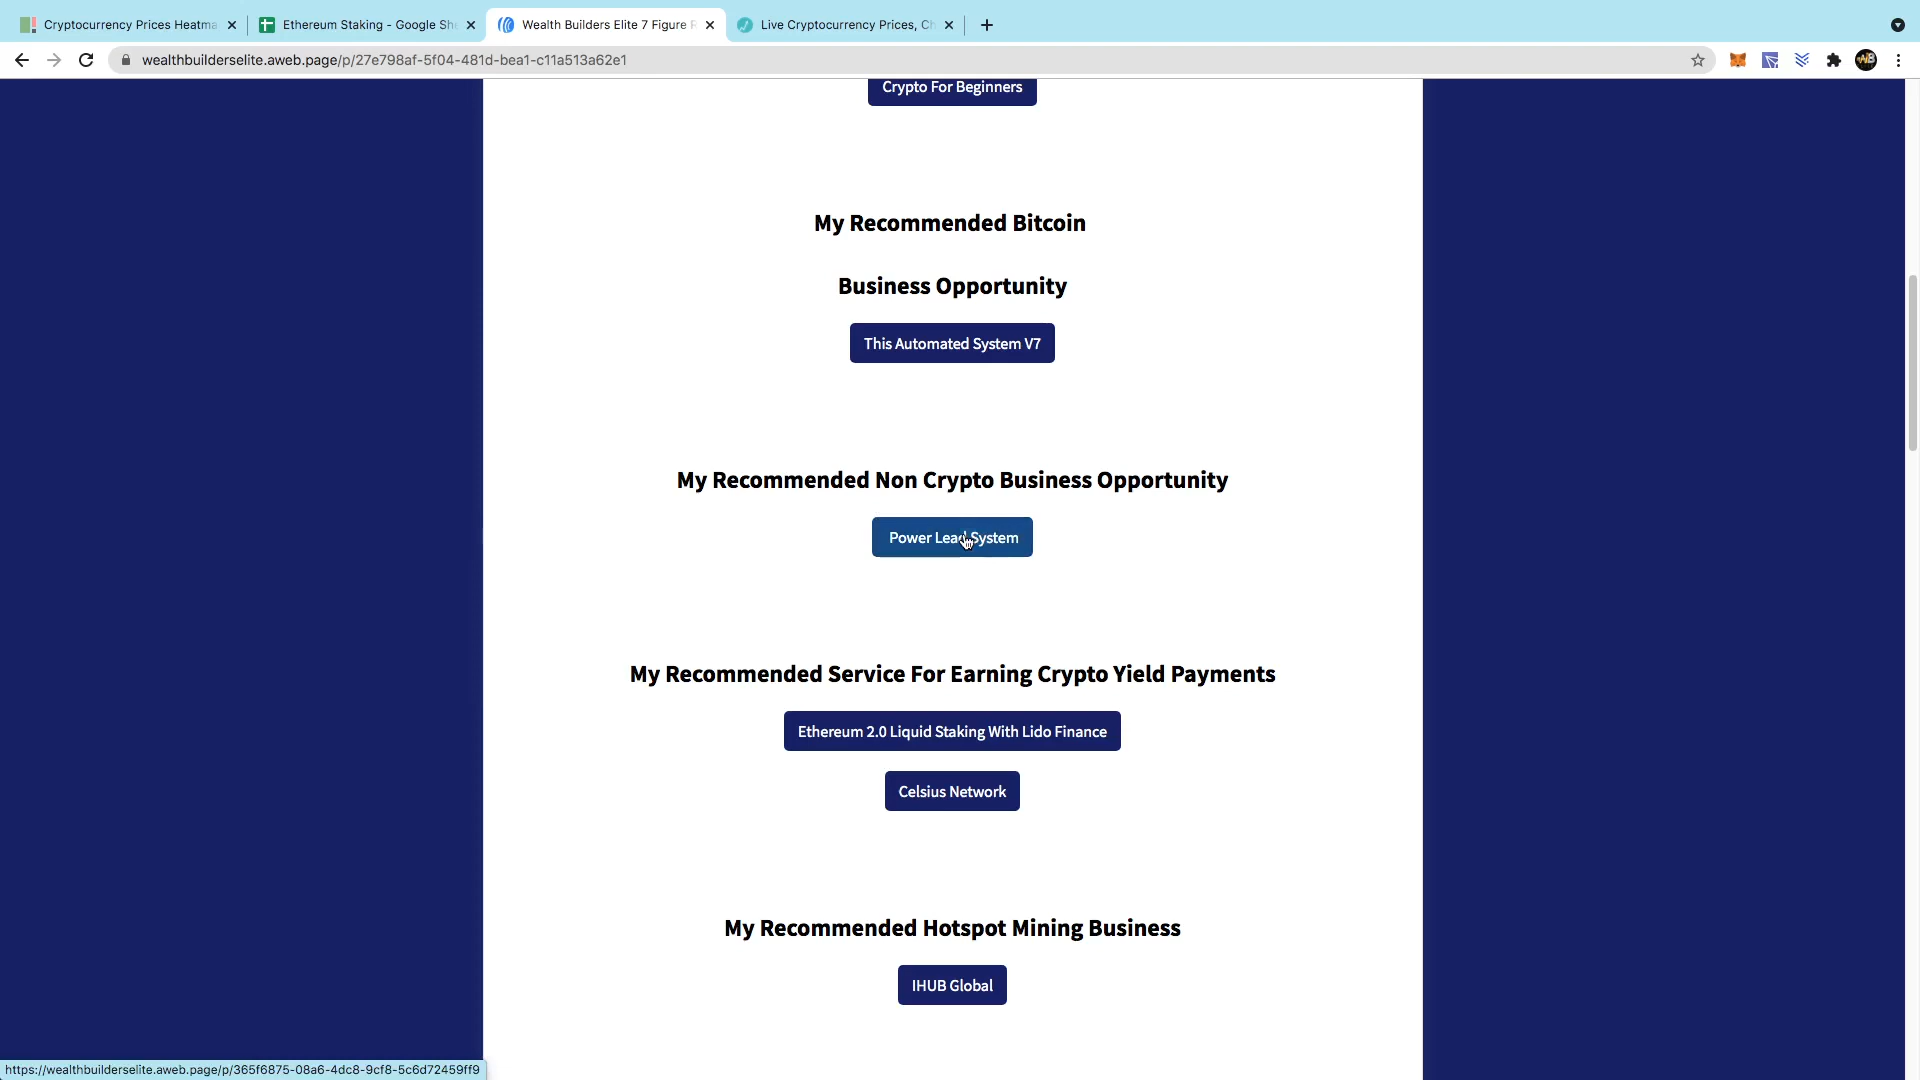 Cryptocurrency Prices Heatma
Ethereum Staking - Google She
Wealth Builders Elite 7 Figure R
Live Cryptocurrency Prices, Ch
wealthbuilderselite.aweb.page/p/27e798af-5f04-481d-bea1-c11a513a62e1
Crypto For Beginners
My Recommended Bitcoin
Business Opportunity
This Automated System V7
My Recommended Non Crypto Business Opportunity
Power Lead System
My Recommended Service For Earning Crypto Yield Payments
Ethereum 2.0 Liquid Staking With Lido Finance
Celsius Network
My Recommended Hotspot Mining Business
IHUB Global
https://wealthbuilderselite.aweb.page/p/365f6875-08a6-4dc8-9cf8-5c6d72459ff9